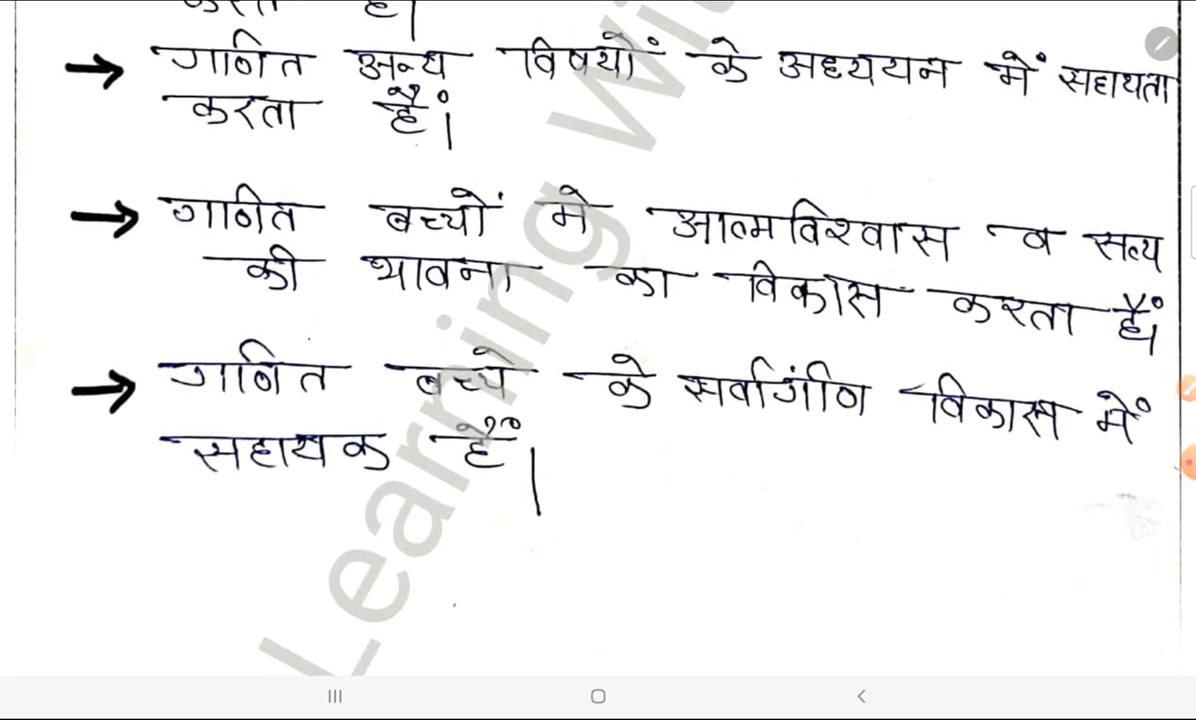 करता है।
→ गणित अन्य विषयों के अध्ययन में सहायता
करता हैं।
→ गणित बच्चों मे आत्मविश्वास व सत्य
की भावना का विकास करता हैं।
→ गणित बच्चे के सर्वागंीण विकास में
सहायक हैं।
Learning Wit